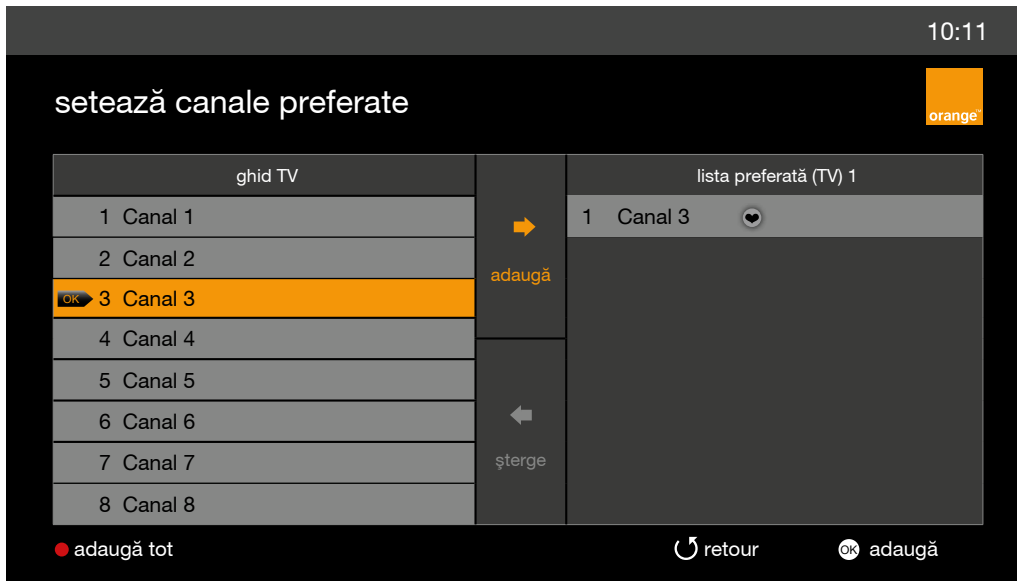 10:11
setează canale preferate
orange™
ghid TV
lista preferată (TV) 1
1 Canal 1
2 Canal 2
OK 3 Canal 3
4 Canal 4
5 Canal 5
6 Canal 6
7 Canal 7
8 Canal 8
adaugă
șterge
1 Canal 3
adaugă tot
retour
OK adaugă